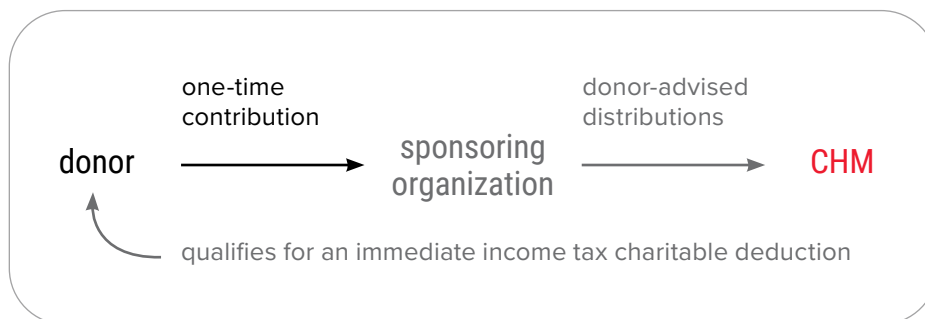 one-time
contribution
donor-advised
distributions
donor
sponsoring
organization
CHM
qualifies for an immediate income tax charitable deduction